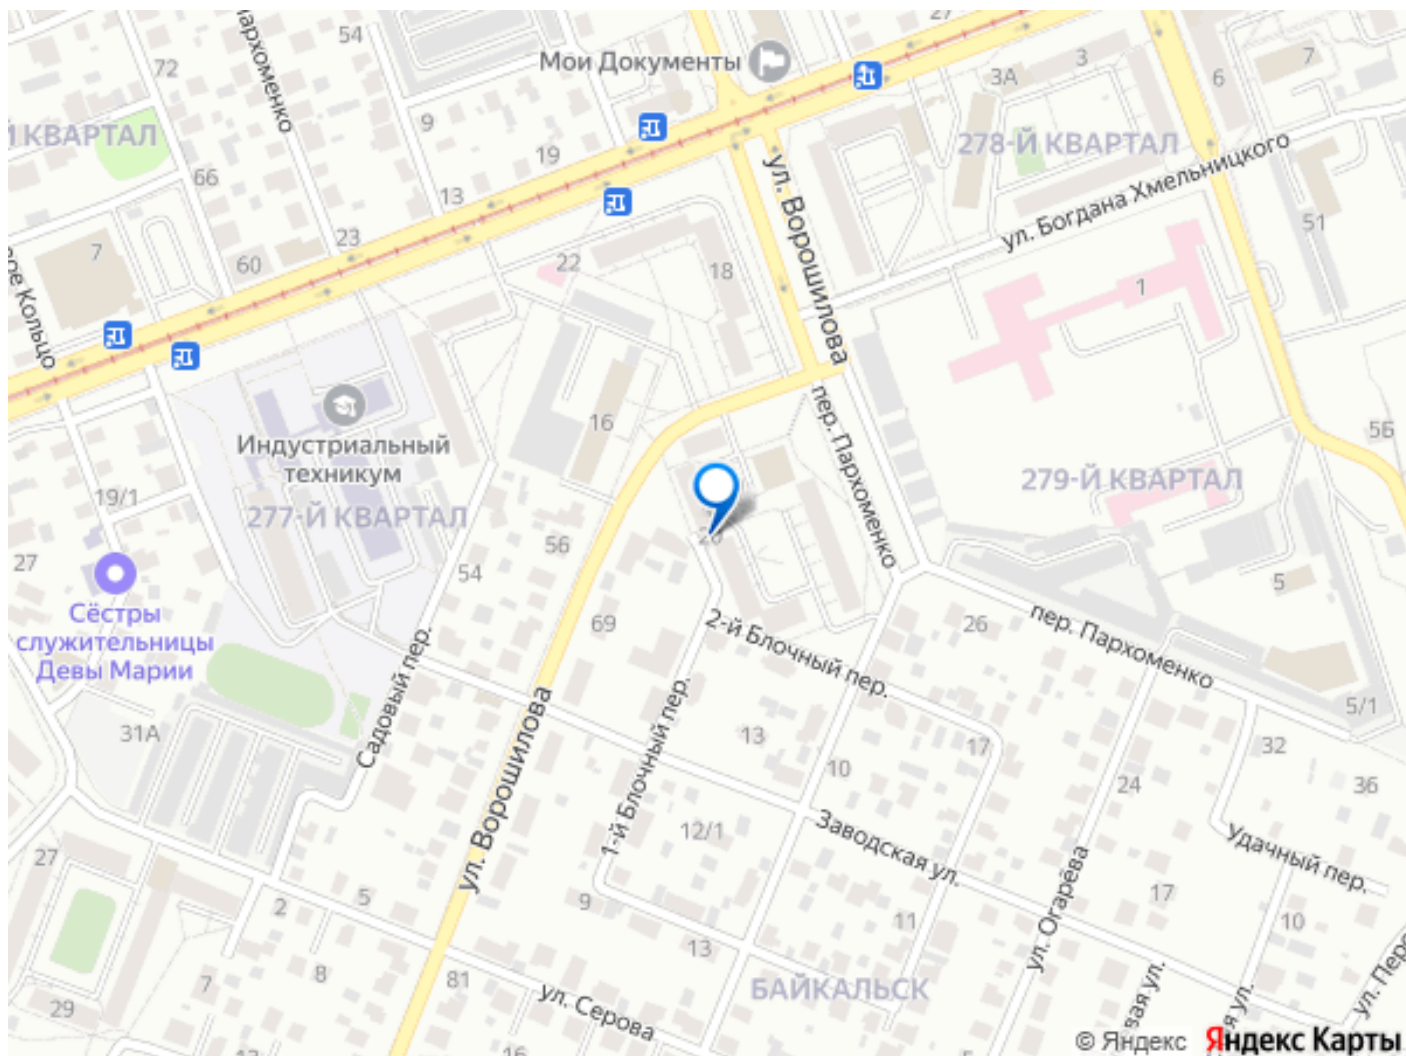 54
27
72
Мои Документы
3А
3
6
7
Пархоменко
9
Й КВАРТАЛ
19
278-Й КВАРТАЛ
66
13
ул. Богдана Хмельницкого
51
23
7
60
22
18
ул. Ворошилова
1
Кольцо
Индустриальный
техникум
16
пер. Пархоменко
5Б
279-Й КВАРТАЛ
19/1
277-Й КВАРТАЛ
27
56
54
5
Сёстры
служительницы
Девы Марии
69
2-й Блочный пер.
26
пер. Пархоменко
Садовый пер.
31А
5/1
13
17
32
10
24
36
ул. Ворошилова
1-й Блочный пер.
12/1
Заводская ул.
Удачный пер.
27
5
2
9
11
17
10
ул. Огарёва
13
8
7
81
БАЙКАЛЬСК
29
ул. Серова
16
© Яндекс Яндекс Карты